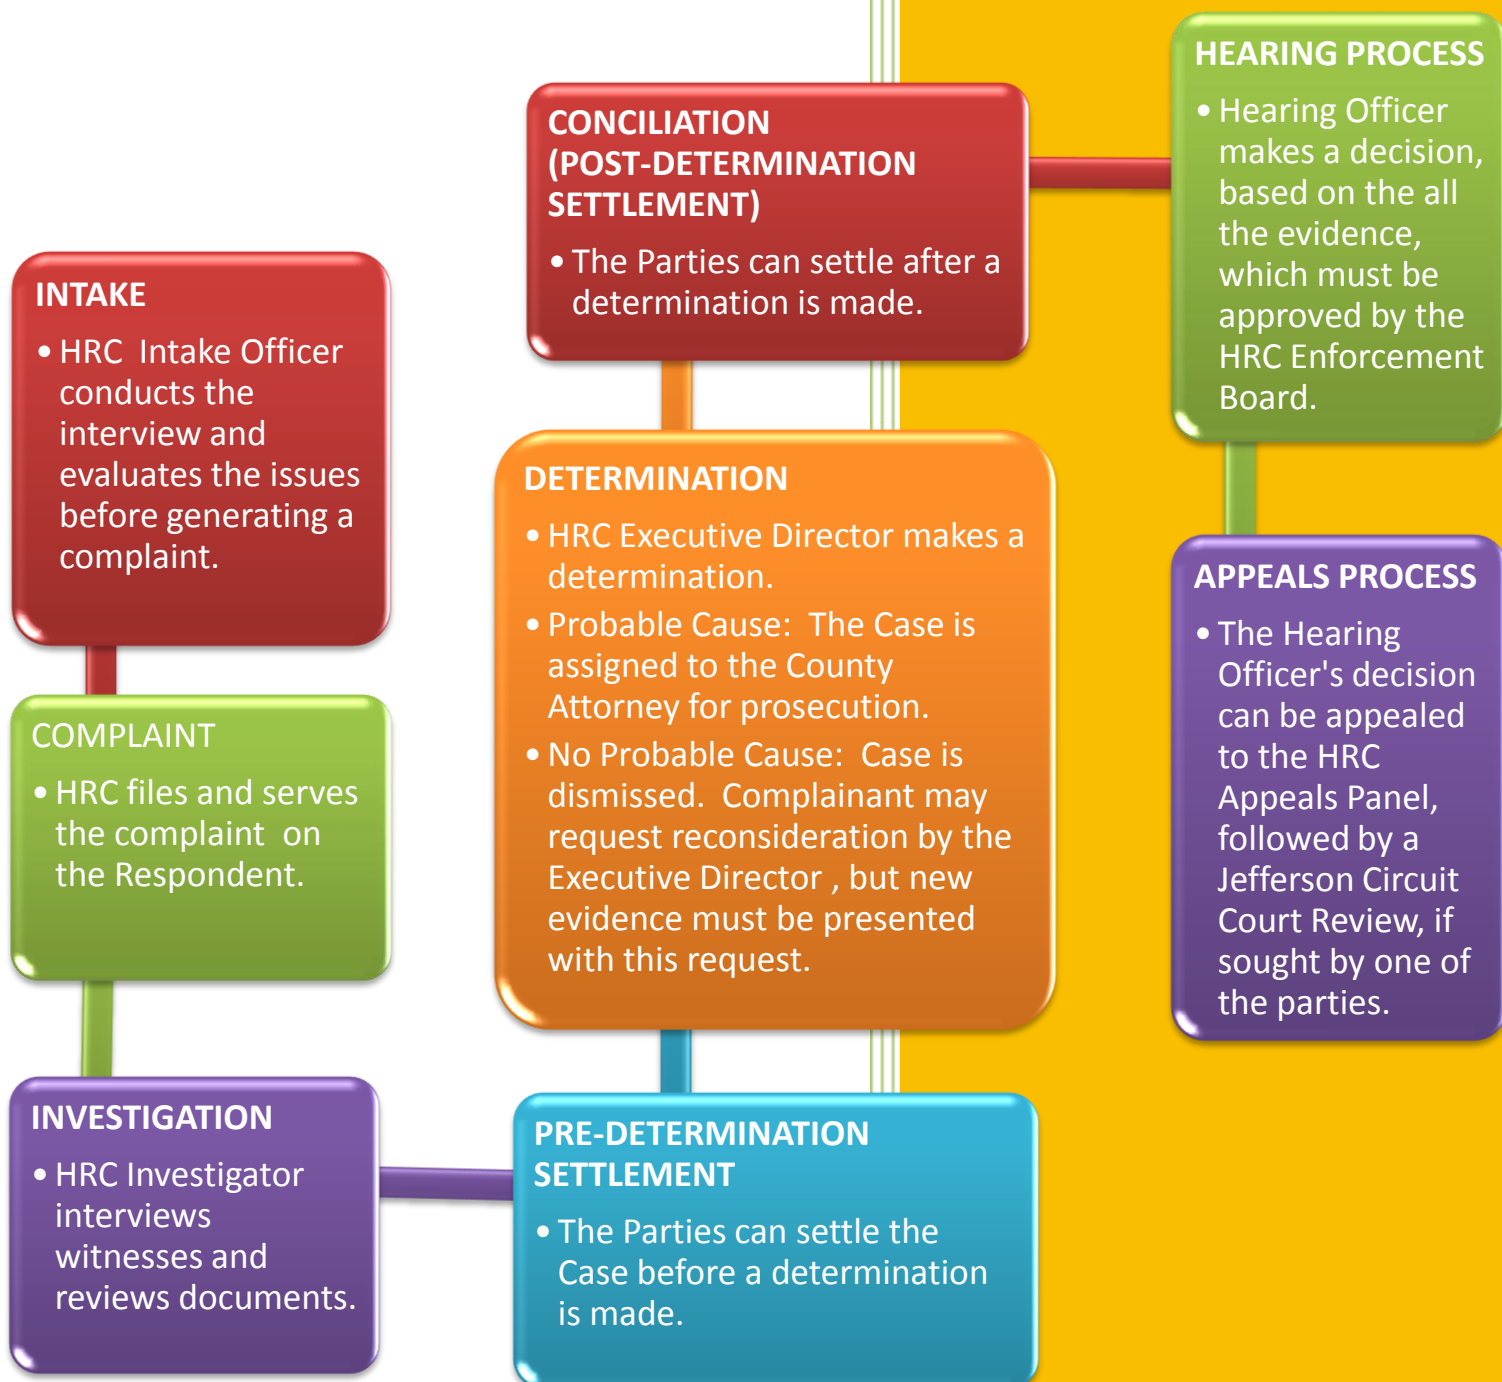 INTAKE
• HRC  Intake Officer
conducts the
interview and
evaluates the issues
before generating a
complaint.
COMPLAINT
• HRC files and serves
the complaint  on
the Respondent.
INVESTIGATION
• HRC Investigator
interviews
witnesses and
reviews documents.
PRE-DETERMINATION
SETTLEMENT
• The Parties can settle the
Case before a determination
is made.
DETERMINATION
• HRC Executive Director makes a
determination.
• Probable Cause:  The Case is
assigned to the County
Attorney for prosecution.
• No Probable Cause:  Case is
dismissed.  Complainant may
request reconsideration by the
Executive Director , but new
evidence must be presented
with this request.
CONCILIATION
(POST-DETERMINATION
SETTLEMENT)
• The Parties can settle after a
determination is made.
HEARING PROCESS
• Hearing Officer
makes a decision,
based on the all
the evidence,
which must be
approved by the
HRC Enforcement
Board.
APPEALS PROCESS
• The Hearing
Officer's decision
can be appealed
to the HRC
Appeals Panel,
followed by a
Jefferson Circuit
Court Review, if
sought by one of
the parties.